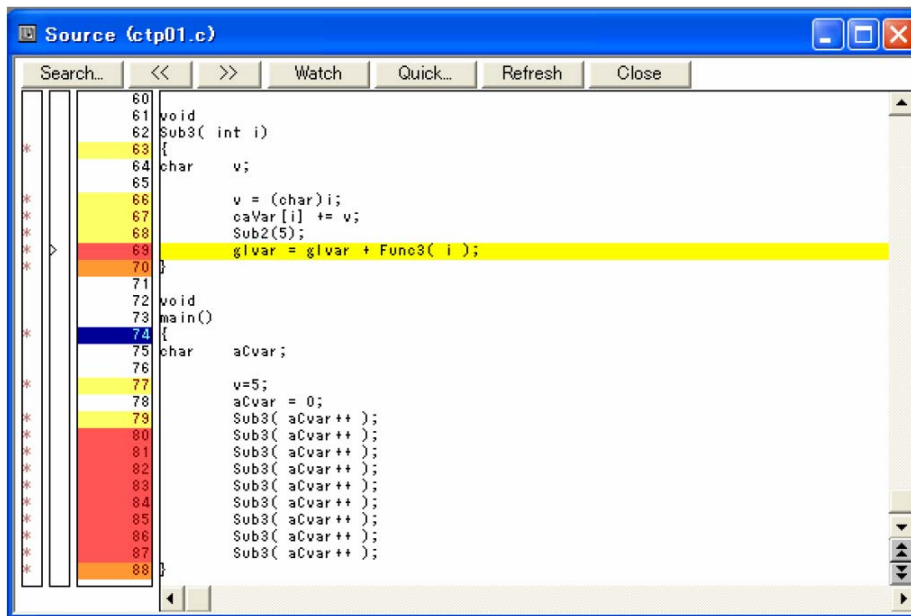 Source (ctp01.c)
Search... << >> Watch Quick... Refresh Close
60
61 void
62 Sub3( int i)
* 63 {
64 char v;
65
* 66 v = (char)i;
* 67 caVar[i] += v;
* 68 Sub2(5);
* > 69 glvar = glvar + Func3( i );
* 70 }
71
72 void
73 main()
* 74 {
75 char aCvar;
76
* 77 v=5;
78 aCvar = 0;
* 79 Sub3( aCvar++ );
* 80 Sub3( aCvar++ );
* 81 Sub3( aCvar++ );
* 82 Sub3( aCvar++ );
* 83 Sub3( aCvar++ );
* 84 Sub3( aCvar++ );
* 85 Sub3( aCvar++ );
* 86 Sub3( aCvar++ );
* 87 Sub3( aCvar++ );
* 88 }